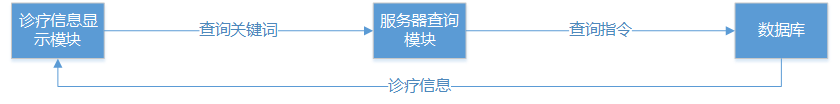 诊疗信息显
示模块
查询关键词
服务器查询
模块
查询指令
数据库
诊疗信息